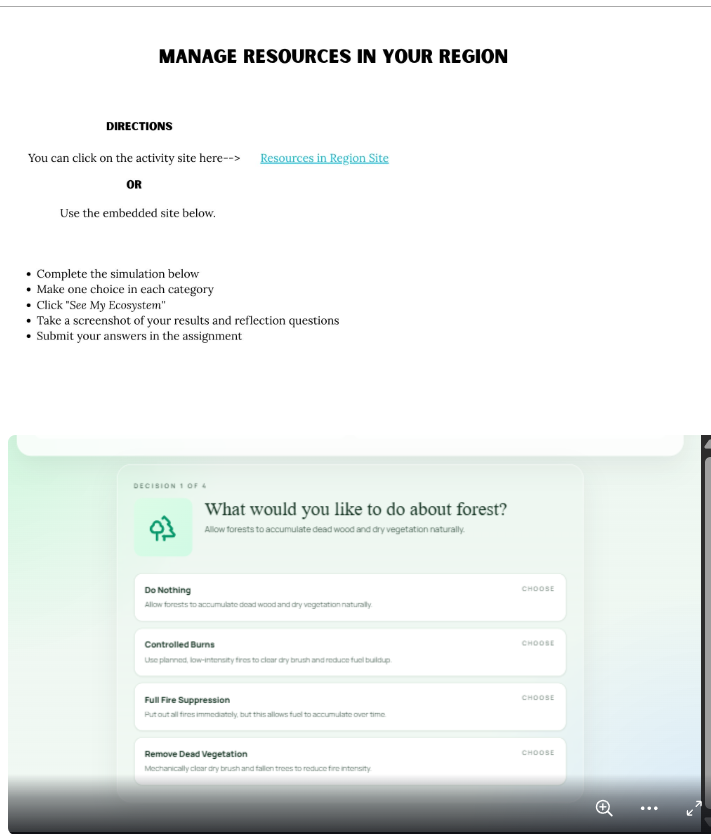 MANAGE RESOURCES IN YOUR REGION
DIRECTIONS
You can click on the activity site here--> Resources in Region Site
OR
Use the embedded site below.
• Complete the simulation below
• Make one choice in each category
• Click "See My Ecosystem"
• Take a screenshot of your results and reflection questions
• Submit your answers in the assignment
DECISION 1 OF 4
What would you like to do about forest?
Allow forests to accumulate dead wood and dry vegetation naturally.
Do Nothing CHOOSE
Allow forests to accumulate dead wood and dry vegetation naturally.
Controlled Burns CHOOSE
Use planned, low-intensity fires to clear dry brush and reduce fuel buildup.
Full Fire Suppression CHOOSE
Put out all fires immediately, but this allows fuel to accumulate over time.
Remove Dead Vegetation CHOOSE
Mechanically clear dry brush and fallen trees to reduce fire intensity.